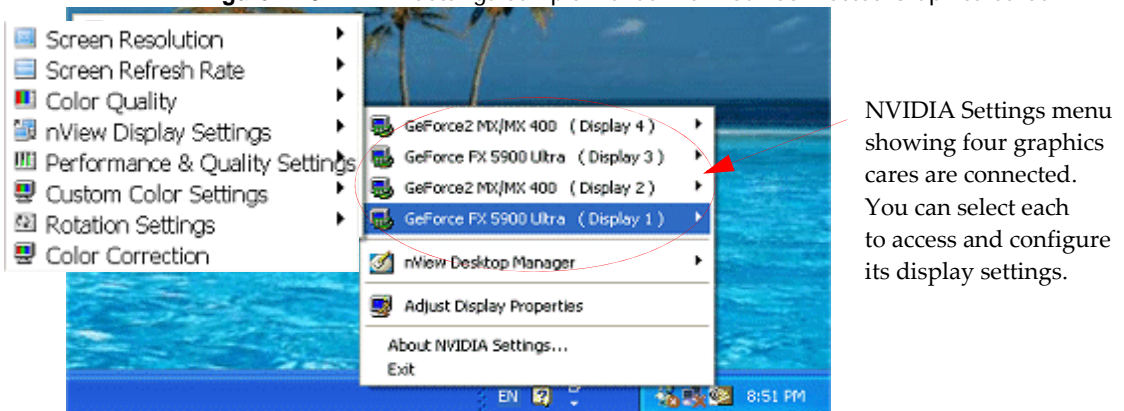 Screen Resolution
Screen Refresh Rate
Color Quality
nView Display Settings
Performance & Quality Settings
Custom Color Settings
Rotation Settings
Color Correction
GeForce2 MX/MX 400 ( Display 4 )
GeForce FX 5900 Ultra ( Display 3 )
GeForce2 MX/MX 400 ( Display 2 )
GeForce FX 5900 Ultra ( Display 1 )
nView Desktop Manager
Adjust Display Properties
About NVIDIA Settings...
Exit
EN
8:51 PM
NVIDIA Settings menu
showing four graphics
cares are connected.
You can select each
to access and configure
its display settings.